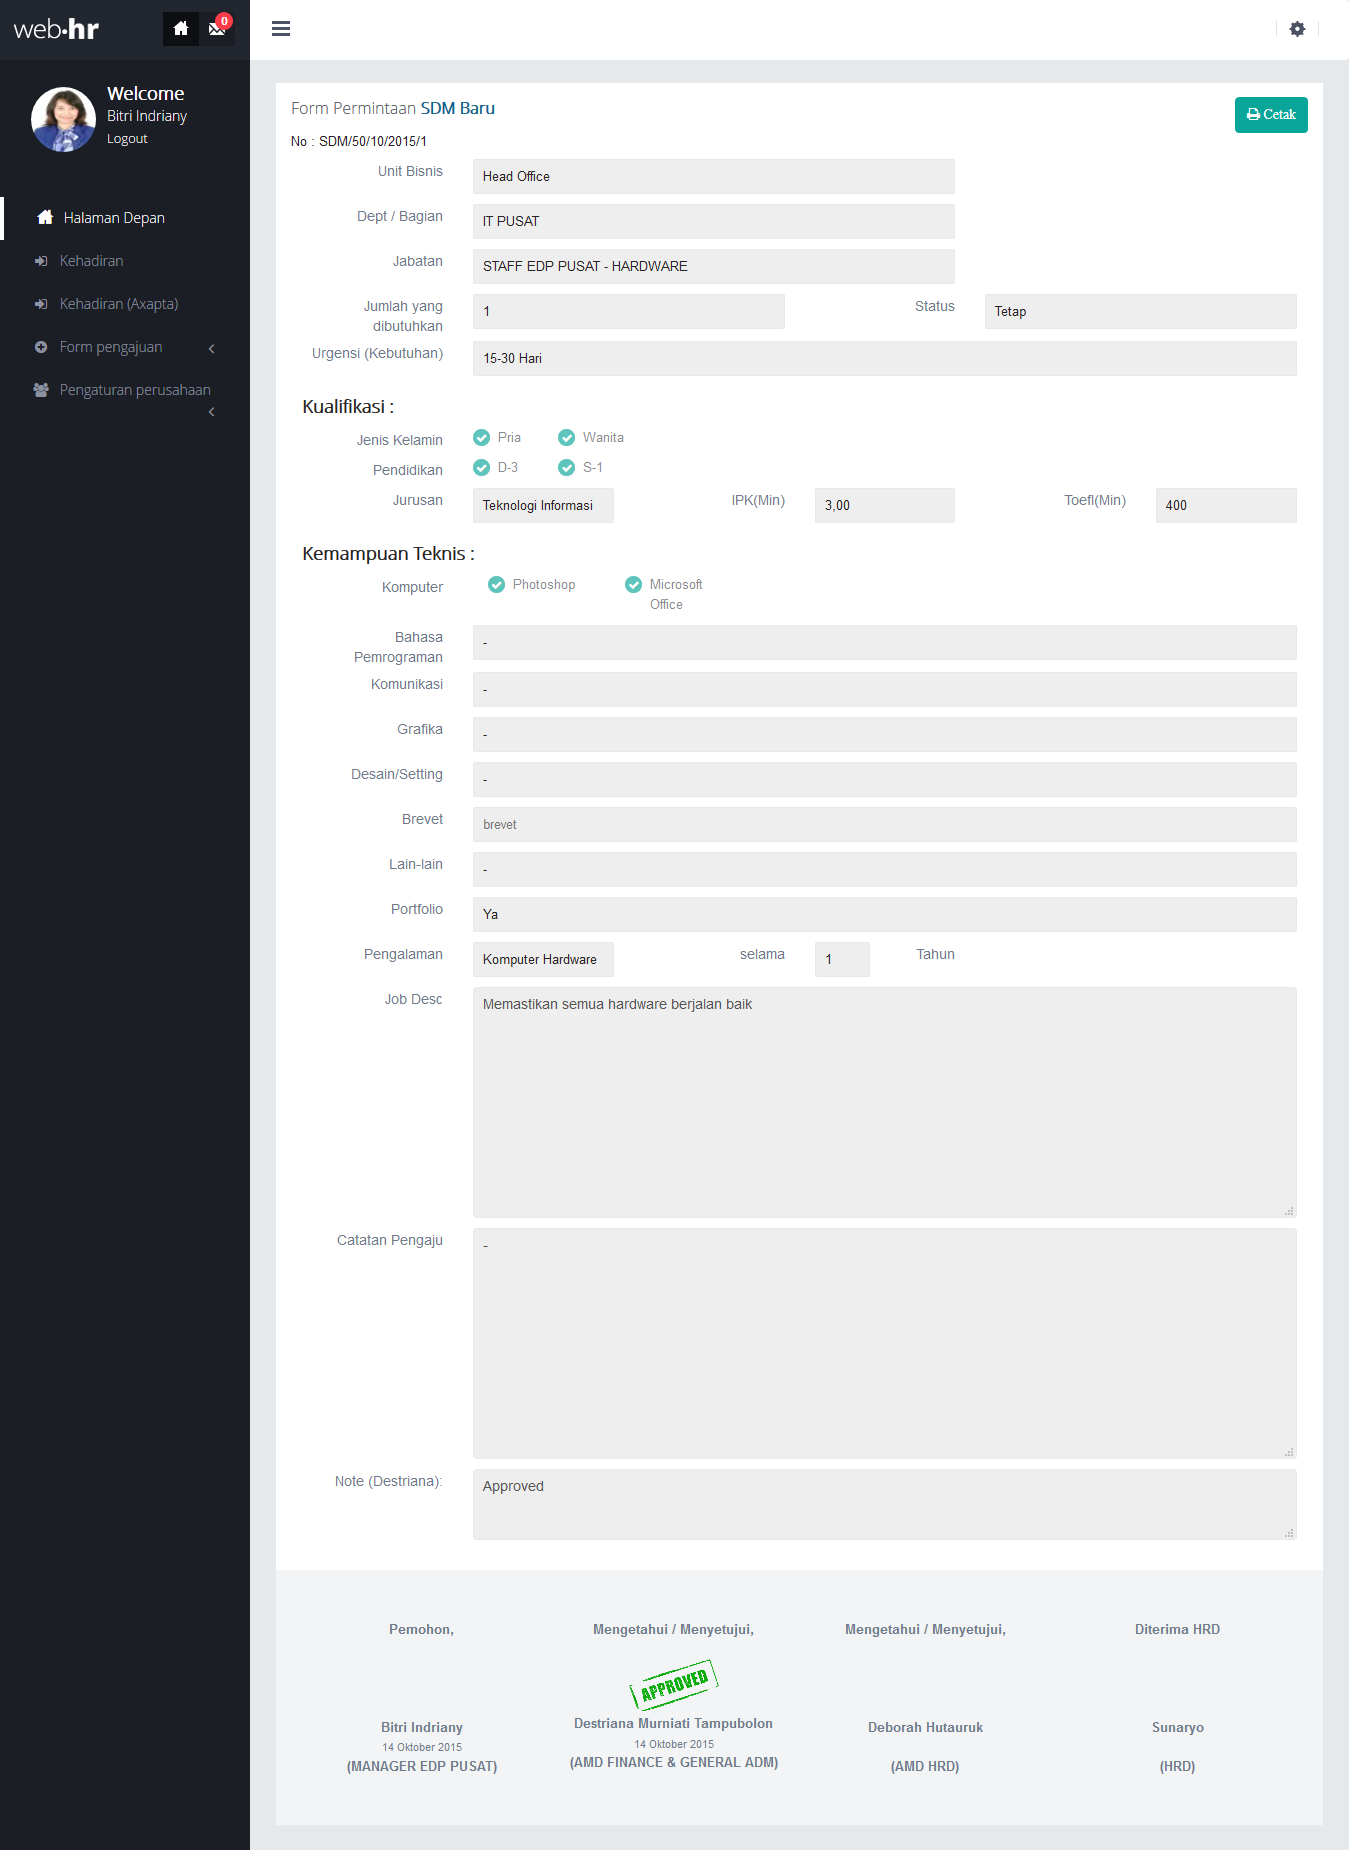 web·hr
0
Welcome
Bitri Indriany
Logout
Halaman Depan
Kehadiran
Kehadiran (Axapta)
Form pengajuan
Pengaturan perusahaan
Form Permintaan SDM Baru
Cetak
No : SDM/50/10/2015/1
Unit Bisnis Head Office
Dept / Bagian IT PUSAT
Jabatan STAFF EDP PUSAT - HARDWARE
Jumlah yang dibutuhkan 1 Status Tetap
Urgensi (Kebutuhan) 15-30 Hari
Kualifikasi :
Jenis Kelamin Pria Wanita
Pendidikan D-3 S-1
Jurusan Teknologi Informasi IPK(Min) 3,00 Toefl(Min) 400
Kemampuan Teknis :
Komputer Photoshop Microsoft Office
Bahasa Pemrograman -
Komunikasi -
Grafika -
Desain/Setting -
Brevet brevet
Lain-lain -
Portfolio Ya
Pengalaman Komputer Hardware selama 1 Tahun
Job Desc Memastikan semua hardware berjalan baik
Catatan Pengaju -
Note (Destriana): Approved
Pemohon, Mengetahui / Menyetujui, Mengetahui / Menyetujui, Diterima HRD
APPROVED
Bitri Indriany Destriana Murniati Tampubolon Deborah Hutauruk Sunaryo
14 Oktober 2015 14 Oktober 2015
(MANAGER EDP PUSAT) (AMD FINANCE & GENERAL ADM) (AMD HRD) (HRD)